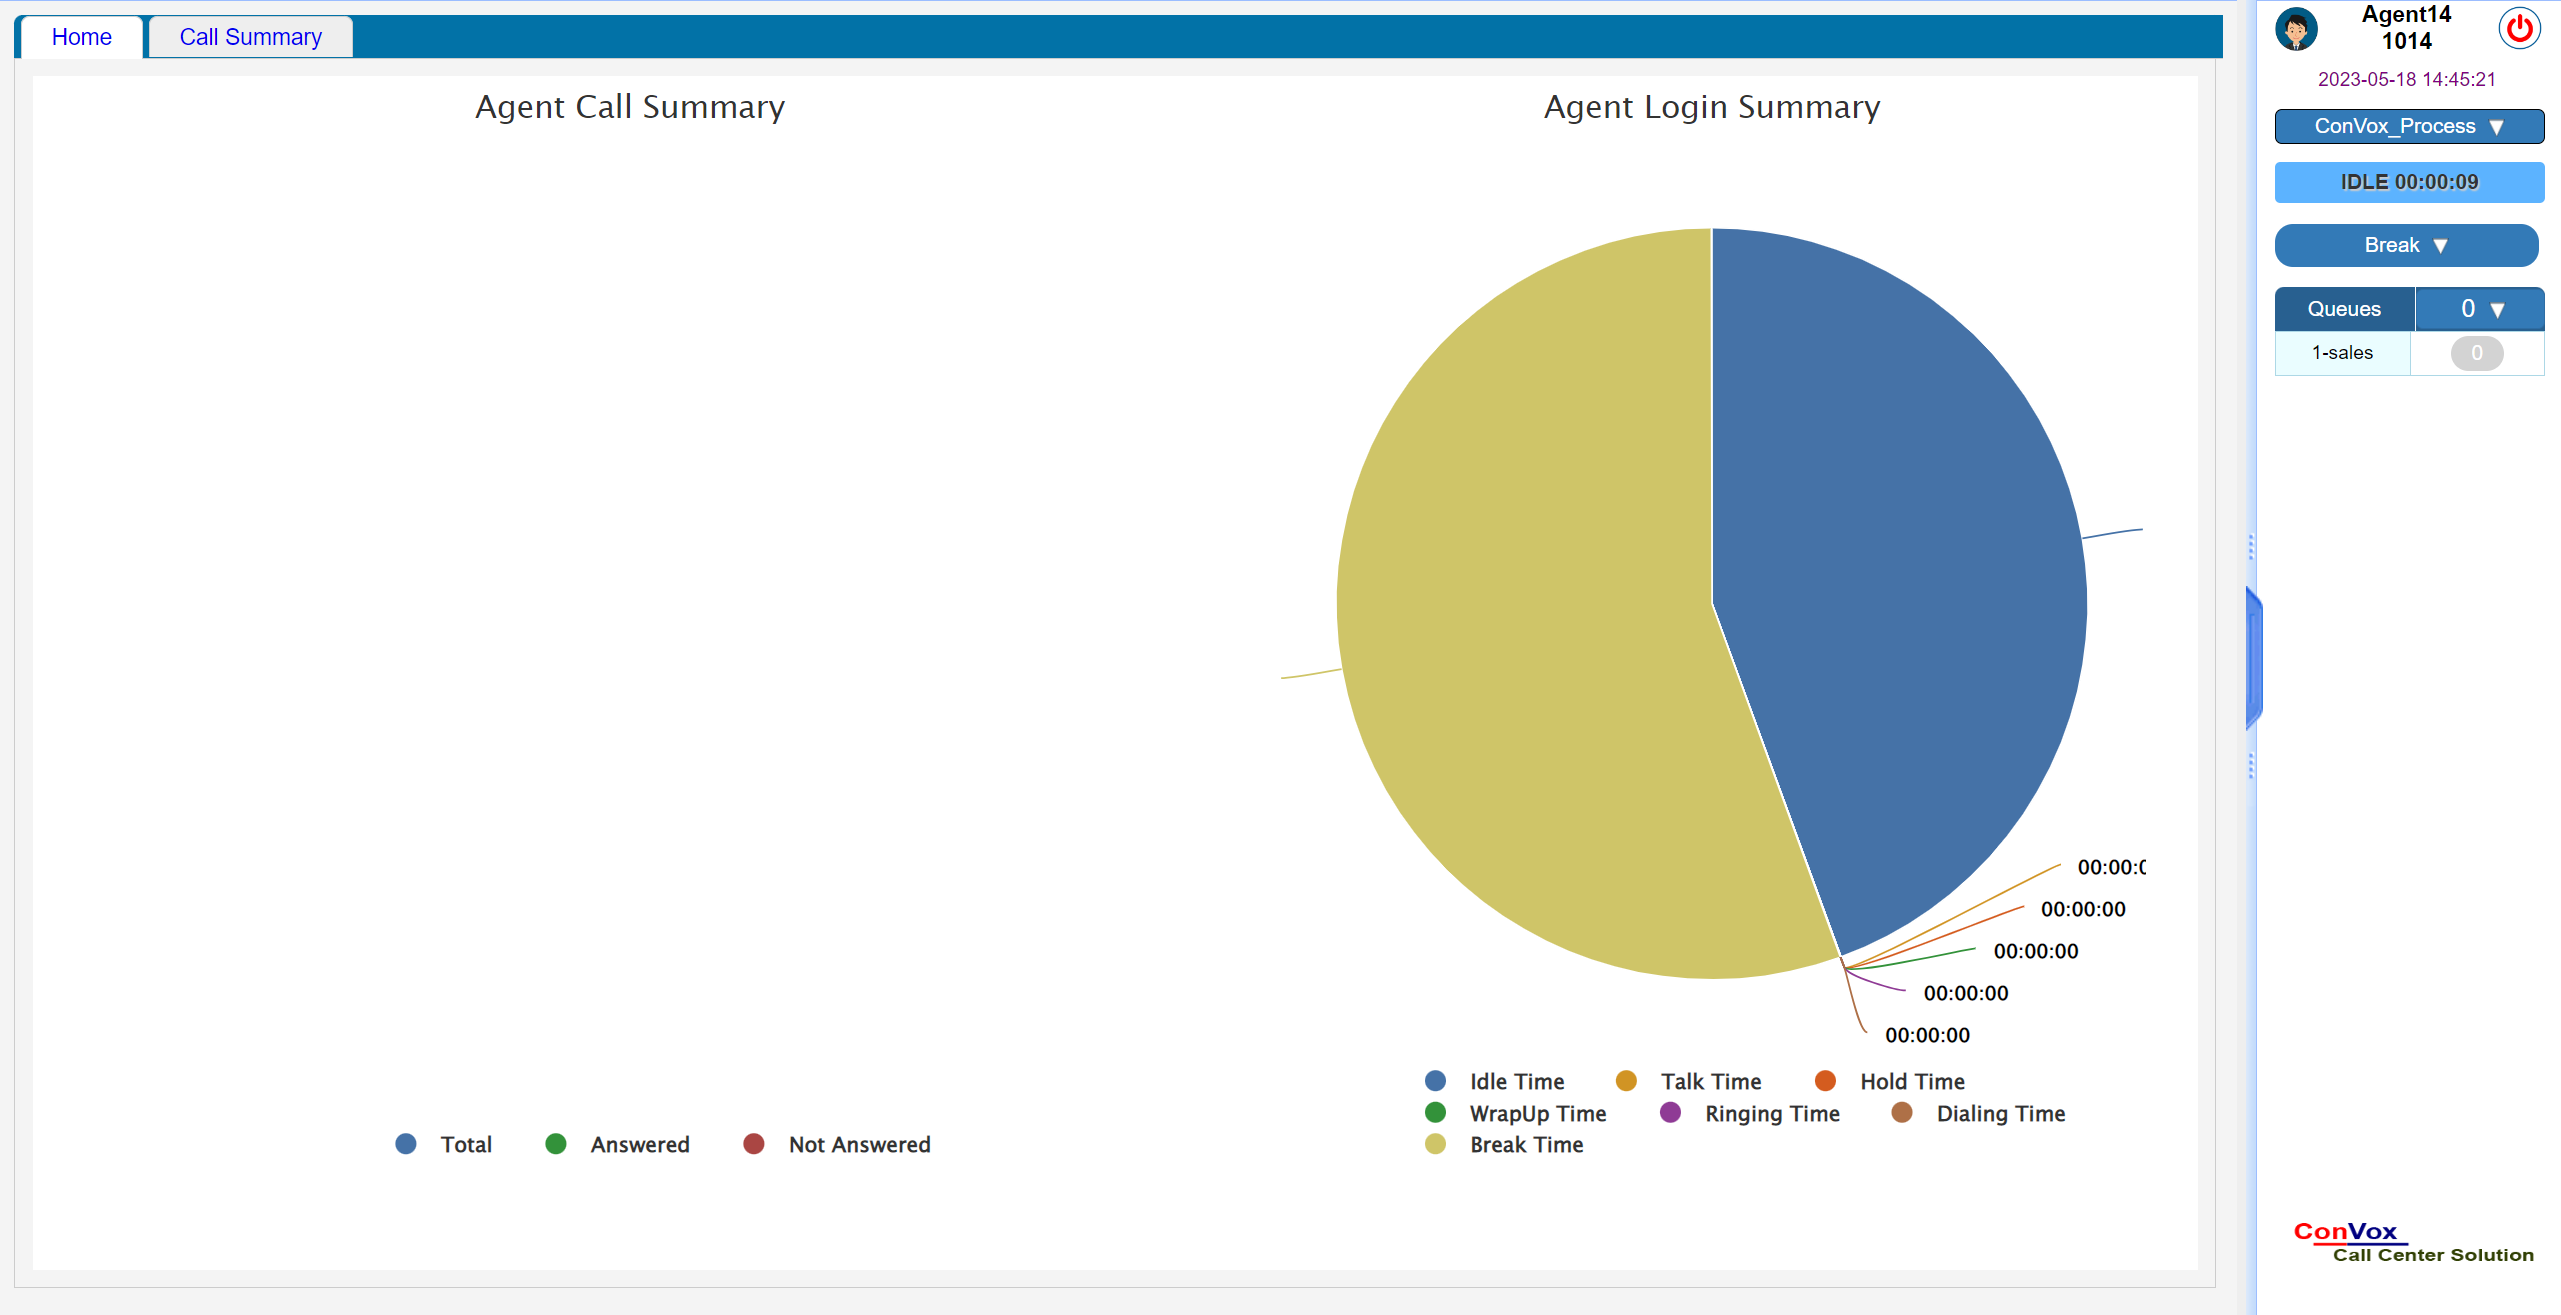 Home
Call Summary
Agent Call Summary
Total
Answered
Not Answered
Agent Login Summary
00:00:0
00:00:00
00:00:00
00:00:00
00:00:00
Idle Time
Talk Time
Hold Time
WrapUp Time
Ringing Time
Dialing Time
Break Time
Agent14
1014
2023-05-18 14:45:21
ConVox_Process ▼
IDLE 00:00:09
Break ▼
Queues 0 ▼
1-sales 0
ConVox
Call Center Solution